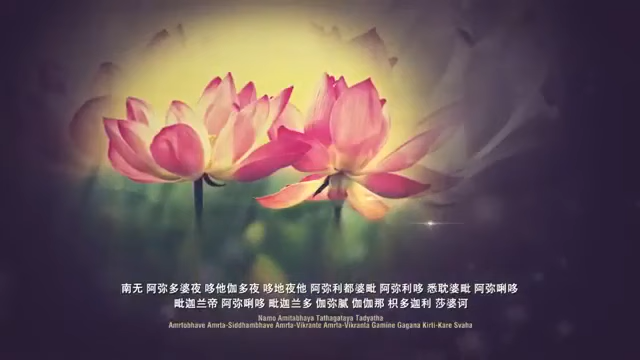 南无 阿弥多婆夜 哆他伽多夜 哆地夜他 阿弥利都婆毗 阿弥利哆 悉耽婆毗 阿弥唎哆
毗迦兰帝 阿弥唎哆 毗迦兰多 伽弥腻 伽伽那 枳多迦利 莎婆诃
Namo Amitabhaya Tathagataya Tadyatha
Amrtobhave Amrta-Siddhambhave Amrta-Vikrante Amrta-Vikranta Gamine Gagana Kirti-Kare Svaha